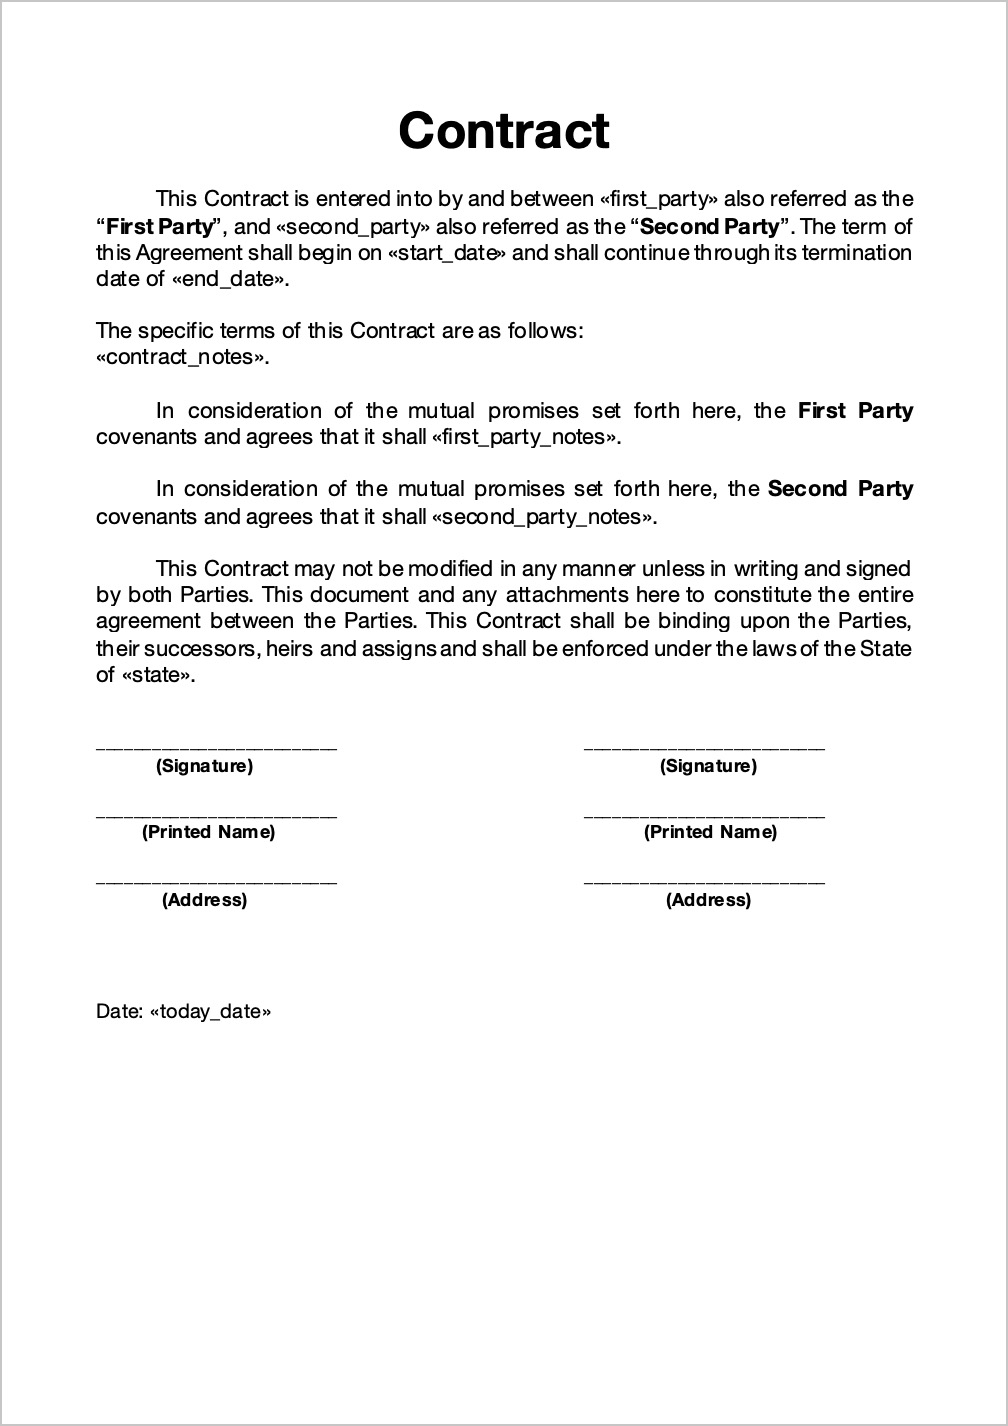 Contract
This Contract is entered into by and between «first_party» also referred as the
“First Party”, and «second_party» also referred as the “Second Party”. The term of
this Agreement shall begin on «start_date» and shall continue through its termination
date of «end_date».
The specific terms of this Contract are as follows:
«contract_notes».
In consideration of the mutual promises set forth here, the First Party
covenants and agrees that it shall «first_party_notes».
In consideration of the mutual promises set forth here, the Second Party
covenants and agrees that it shall «second_party_notes».
This Contract may not be modified in any manner unless in writing and signed
by both Parties. This document and any attachments here to constitute the entire
agreement between the Parties. This Contract shall be binding upon the Parties,
their successors, heirs and assigns and shall be enforced under the laws of the State
of «state».
__________________________ __________________________
(Signature) (Signature)
__________________________ __________________________
(Printed Name) (Printed Name)
__________________________ __________________________
(Address) (Address)
Date: «today_date»